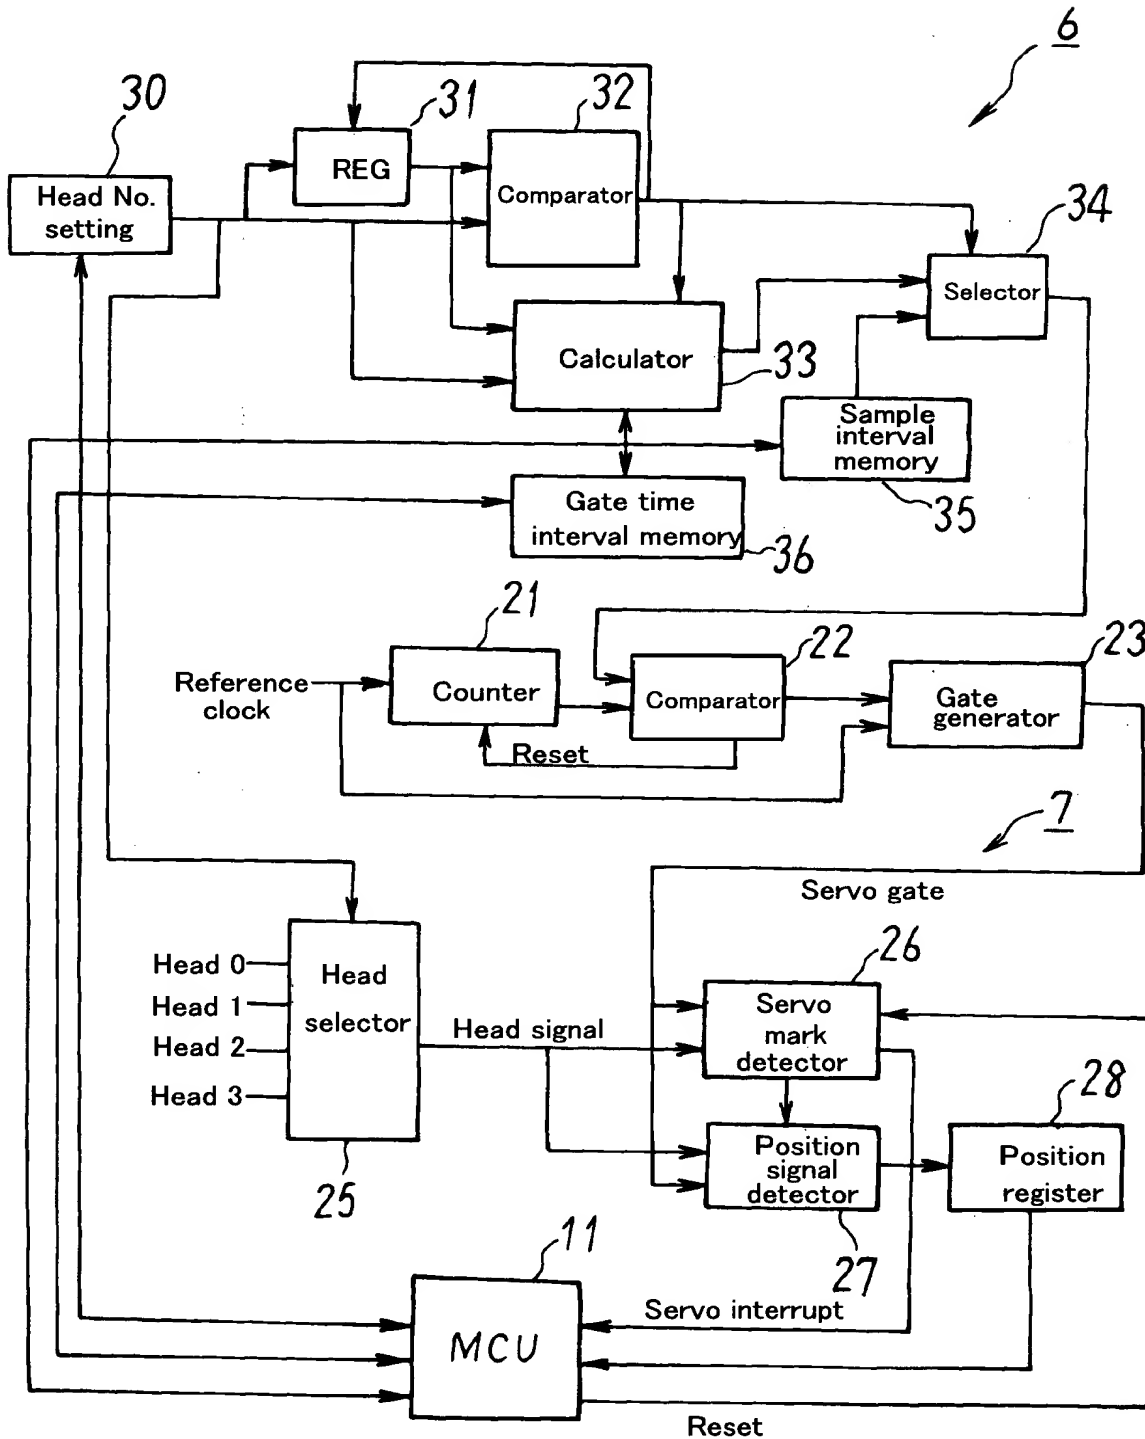 6
30
31
32
REG
Head No.
setting
Comparator
34
Selector
Calculator
33
Sample
interval
memory
35
Gate time
interval memory
36
21
22
23
Reference
clock
Counter
Comparator
Gate
generator
Reset
7
Servo gate
26
Head 0
Head 1
Head 2
Head 3
Head
selector
25
Head signal
Servo
mark
detector
28
Position
signal
detector
27
Position
register
11
MCU
Servo interrupt
Reset